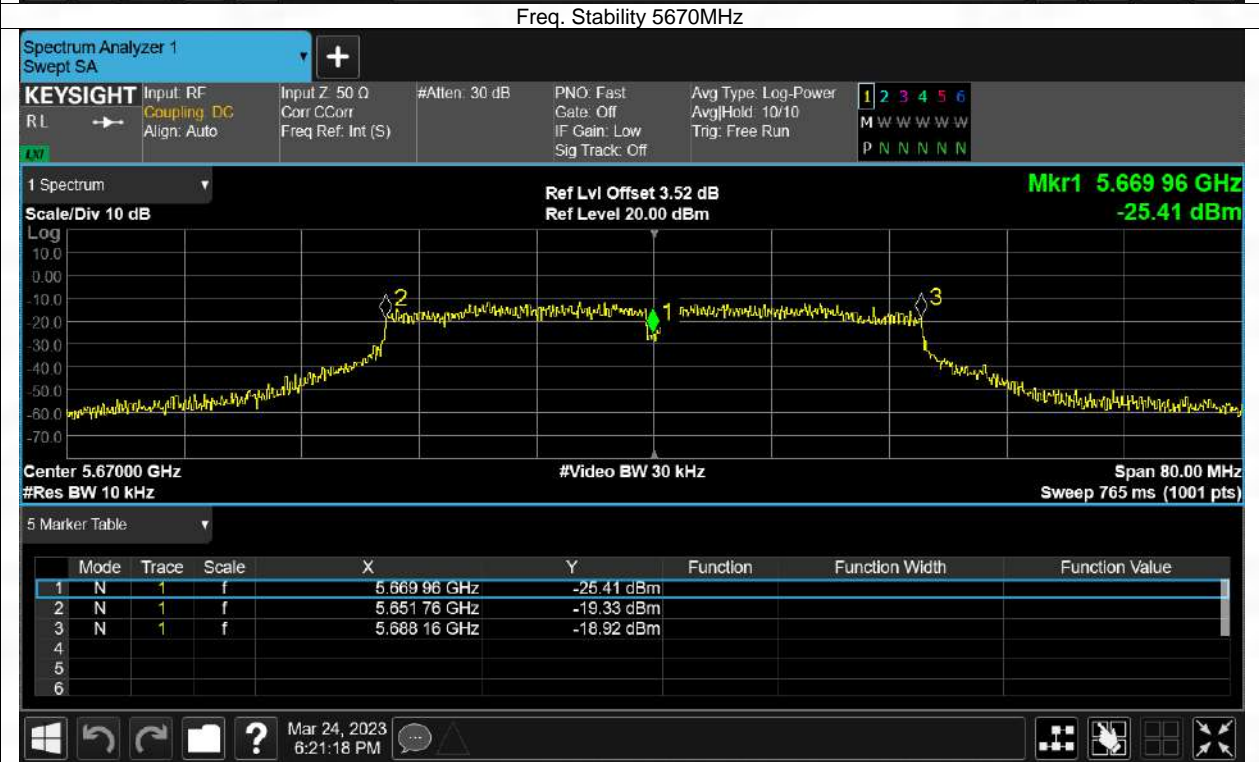 Freq. Stability 5670MHz
Spectrum Analyzer 1
Swept SA
+
KEYSIGHT Input: RF Input Z: 50 Ω #Atten: 30 dB PNO: Fast Avg Type: Log-Power 1 2 3 4 5 6
RL Coupling: DC Corr CCorr Gate: Off Avg|Hold: 10/10 M W W W W W
Align: Auto Freq Ref: Int (S) IF Gain: Low Trig: Free Run
LXI Sig Track: Off P N N N N N
1 Spectrum Ref Lvl Offset 3.52 dB Mkr1 5.669 96 GHz
Scale/Div 10 dB Ref Level 20.00 dBm -25.41 dBm
Log
10.0
0.00
-10.0
2 3
1
-20.0
-30.0
-40.0
-50.0
-60.0
-70.0
Center 5.67000 GHz #Video BW 30 kHz Span 80.00 MHz
#Res BW 10 kHz Sweep 765 ms (1001 pts)
5 Marker Table
Mode Trace Scale X Y Function Function Width Function Value
1 N 1 f 5.669 96 GHz -25.41 dBm
2 N 1 f 5.651 76 GHz -19.33 dBm
3 N 1 f 5.688 16 GHz -18.92 dBm
4
5
6
? Mar 24, 2023
6:21:18 PM